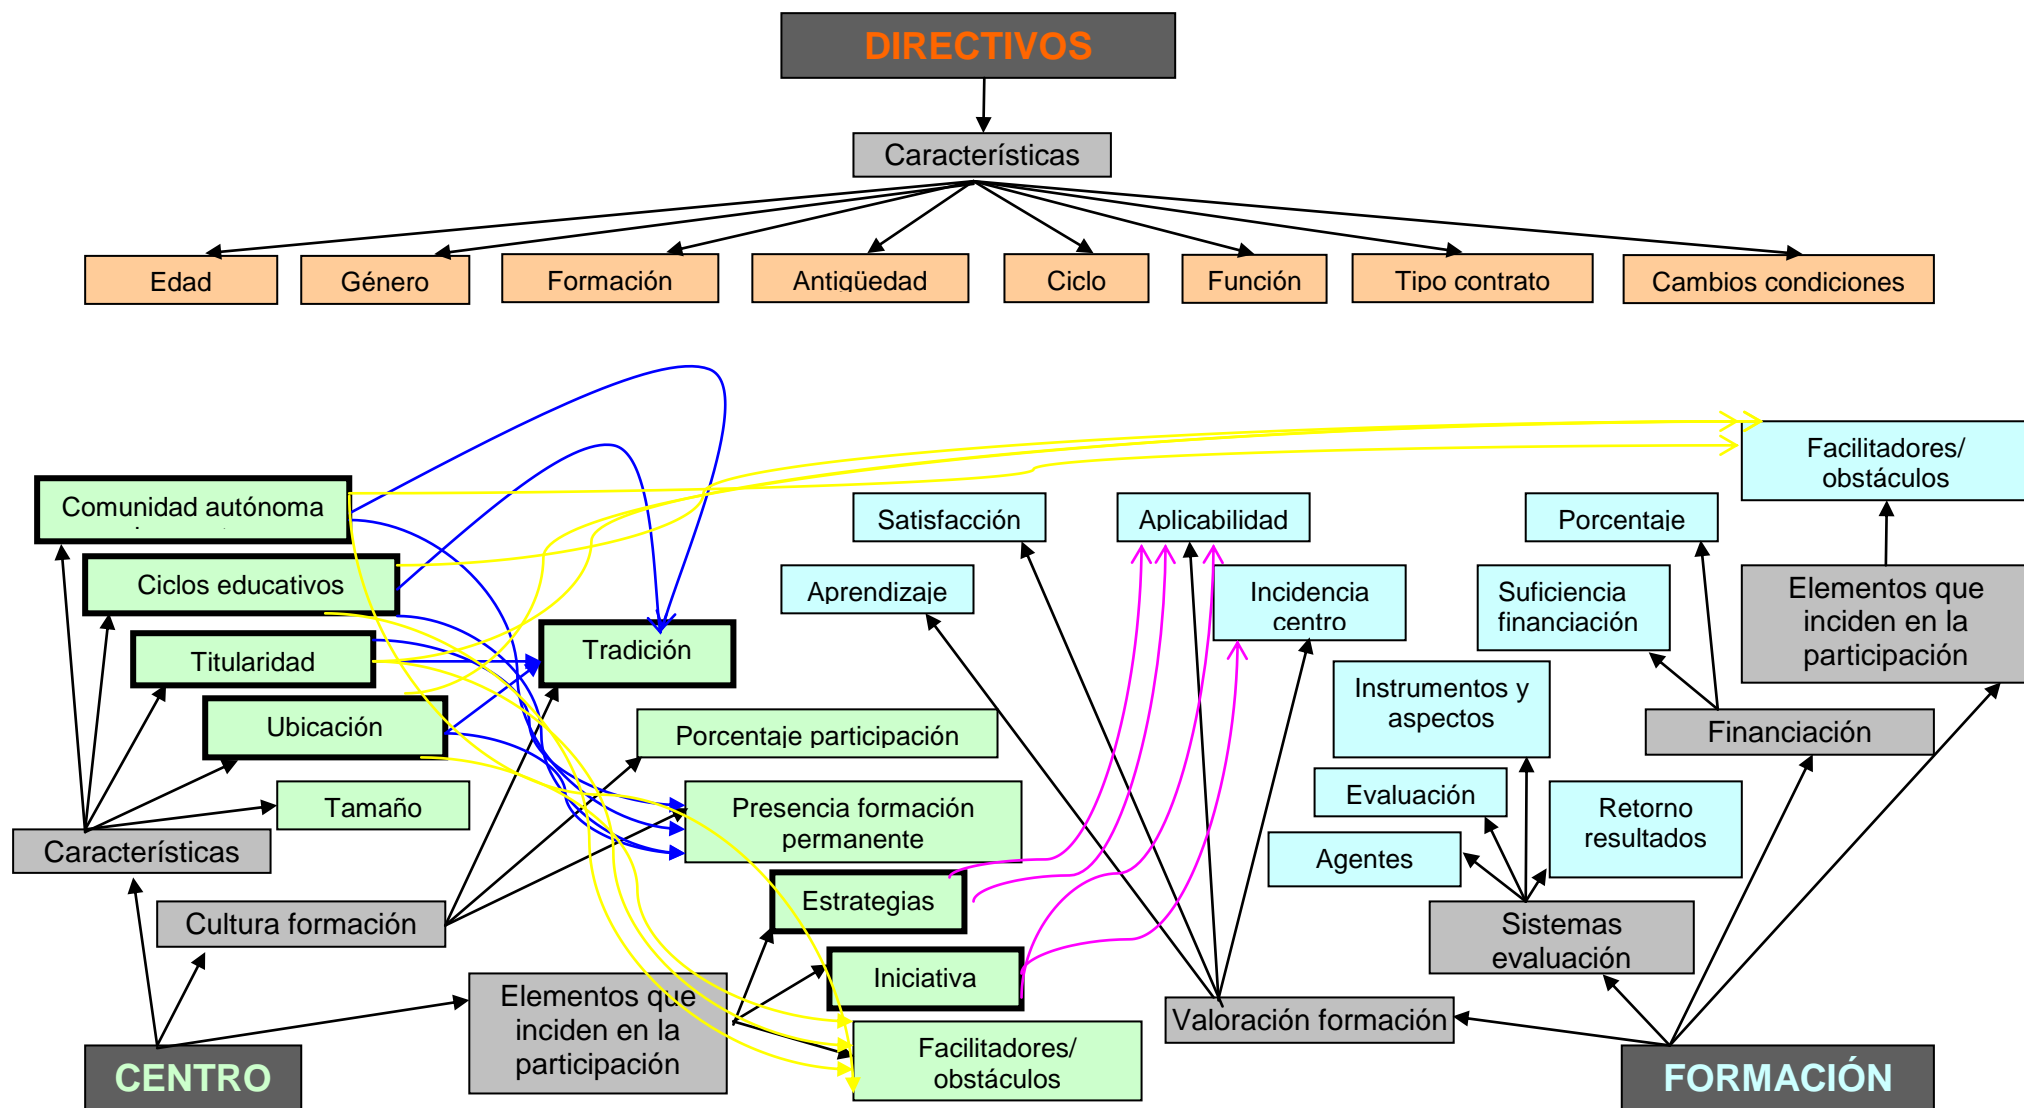 DIRECTIVOS
Características
Edad
Género
Formación
Antigüedad
Ciclo
Función
Tipo contrato
Cambios condiciones
Facilitadores/
obstáculos
Comunidad autónoma
Satisfacción
Aplicabilidad
Porcentaje
Ciclos educativos
Aprendizaje
Incidencia
centro
Suficiencia
financiación
Elementos que
inciden en la
participación
Titularidad
Tradición
Instrumentos y
aspectos
Ubicación
Porcentaje participación
Financiación
Tamaño
Presencia formación
permanente
Evaluación
Retorno
resultados
Características
Agentes
Cultura formación
Estrategias
Sistemas
evaluación
Iniciativa
Elementos que
inciden en la
participación
Valoración formación
Facilitadores/
obstáculos
CENTRO
FORMACIÓN